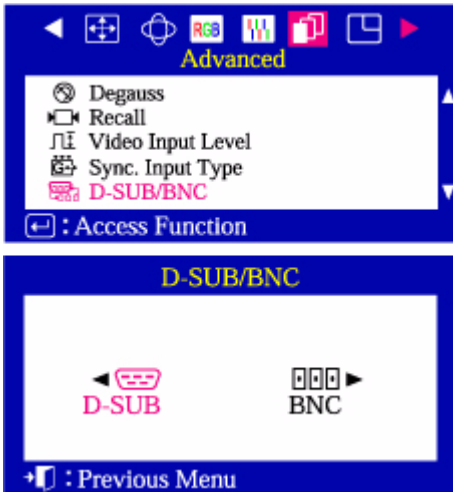 RGB
Advanced
Degauss
Recall
Video Input Level
Sync. Input Type
D-SUB/BNC
: Access Function
D-SUB/BNC
D-SUB BNC
: Previous Menu